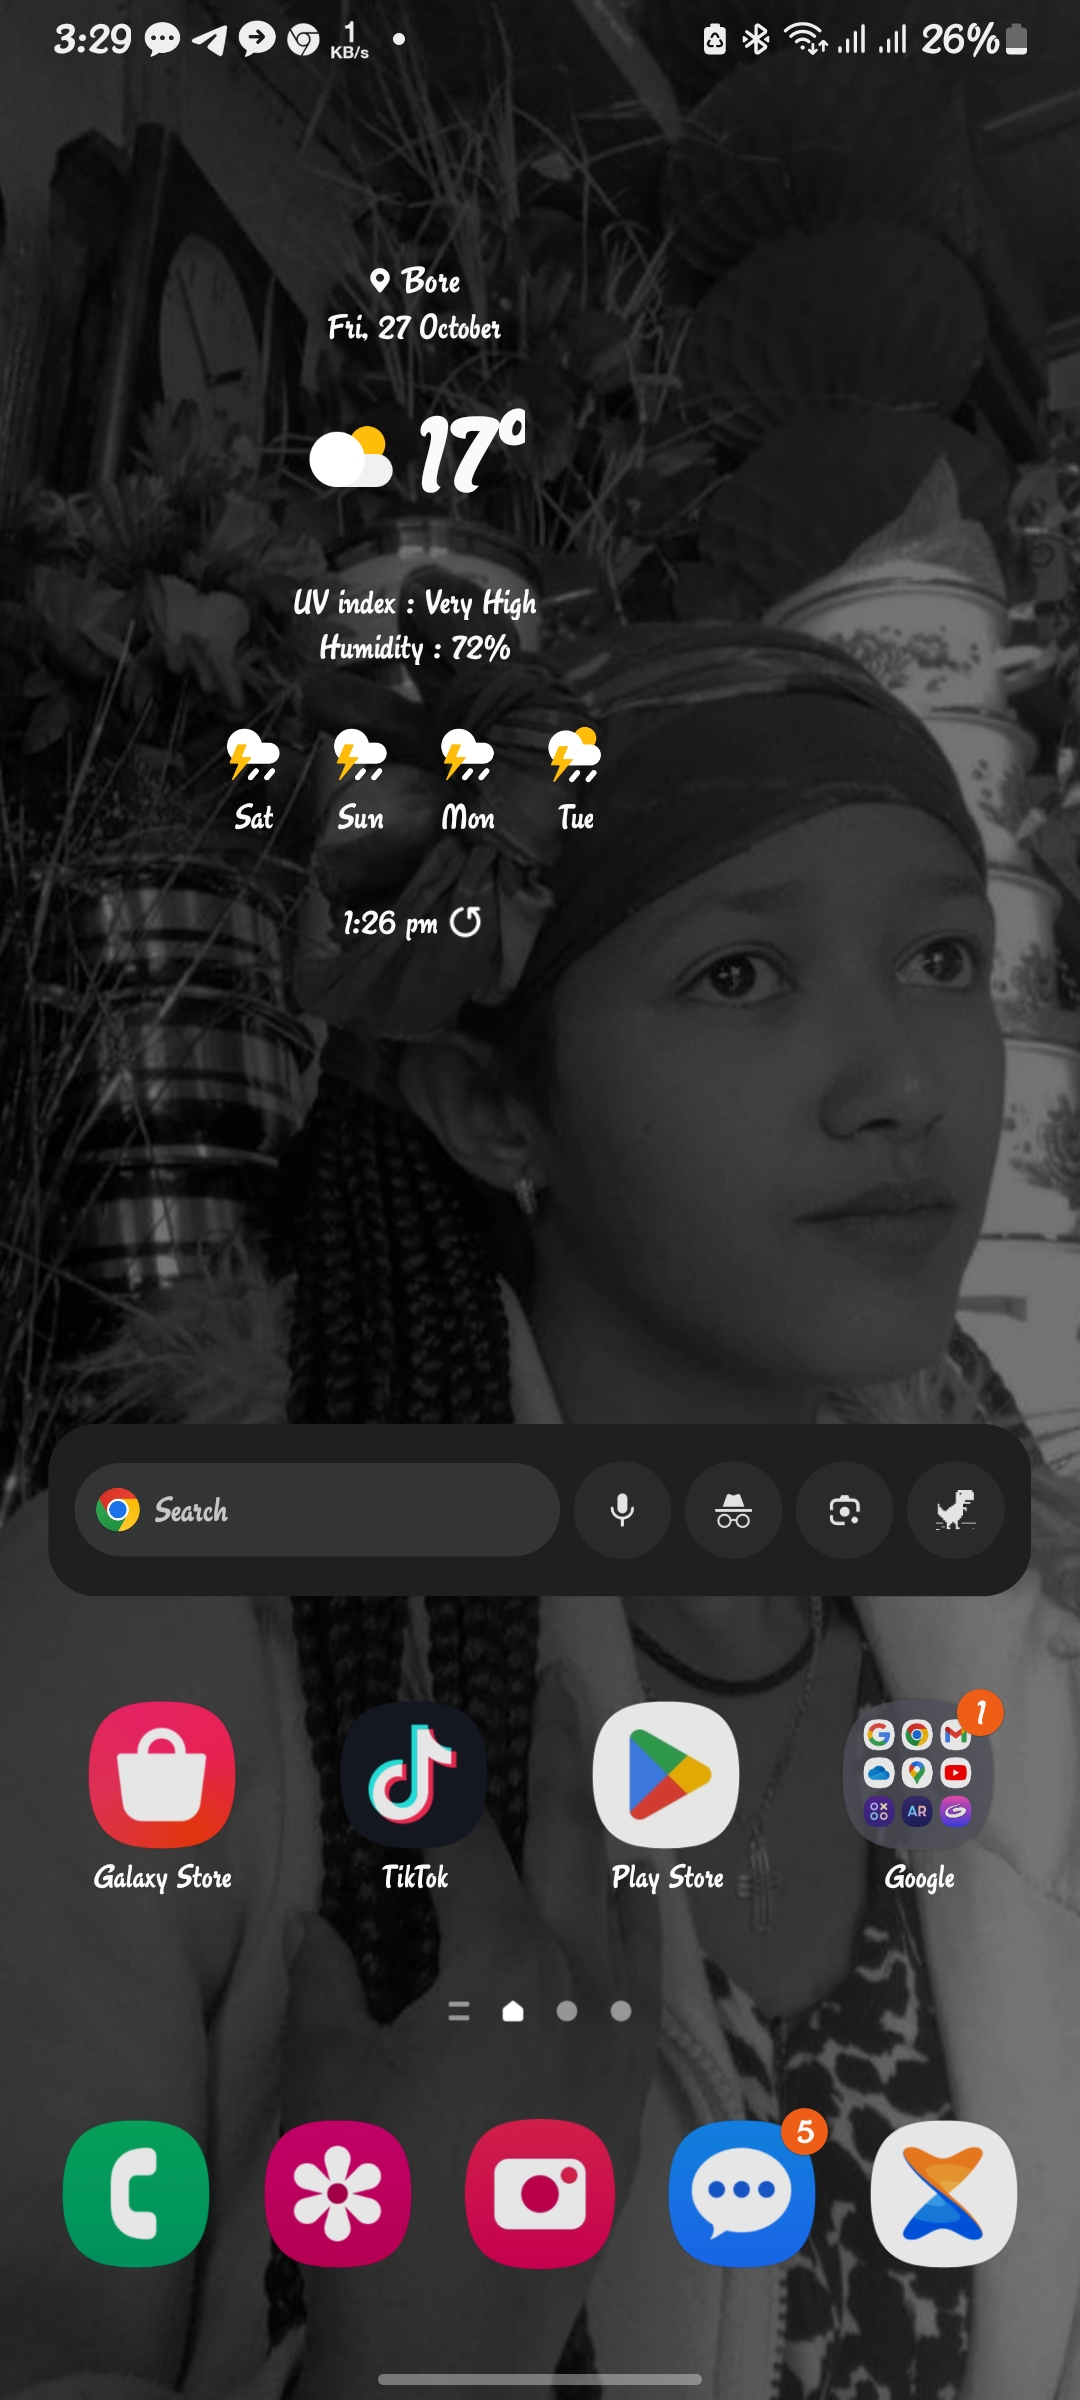 3:29
1
KB/s
26%
Bore
Fri, 27 October
17°
UV index : Very High
Humidity : 72%
Sat Sun Mon Tue
1:26 pm
Search
1
AR
Galaxy Store TikTok Play Store Google
5